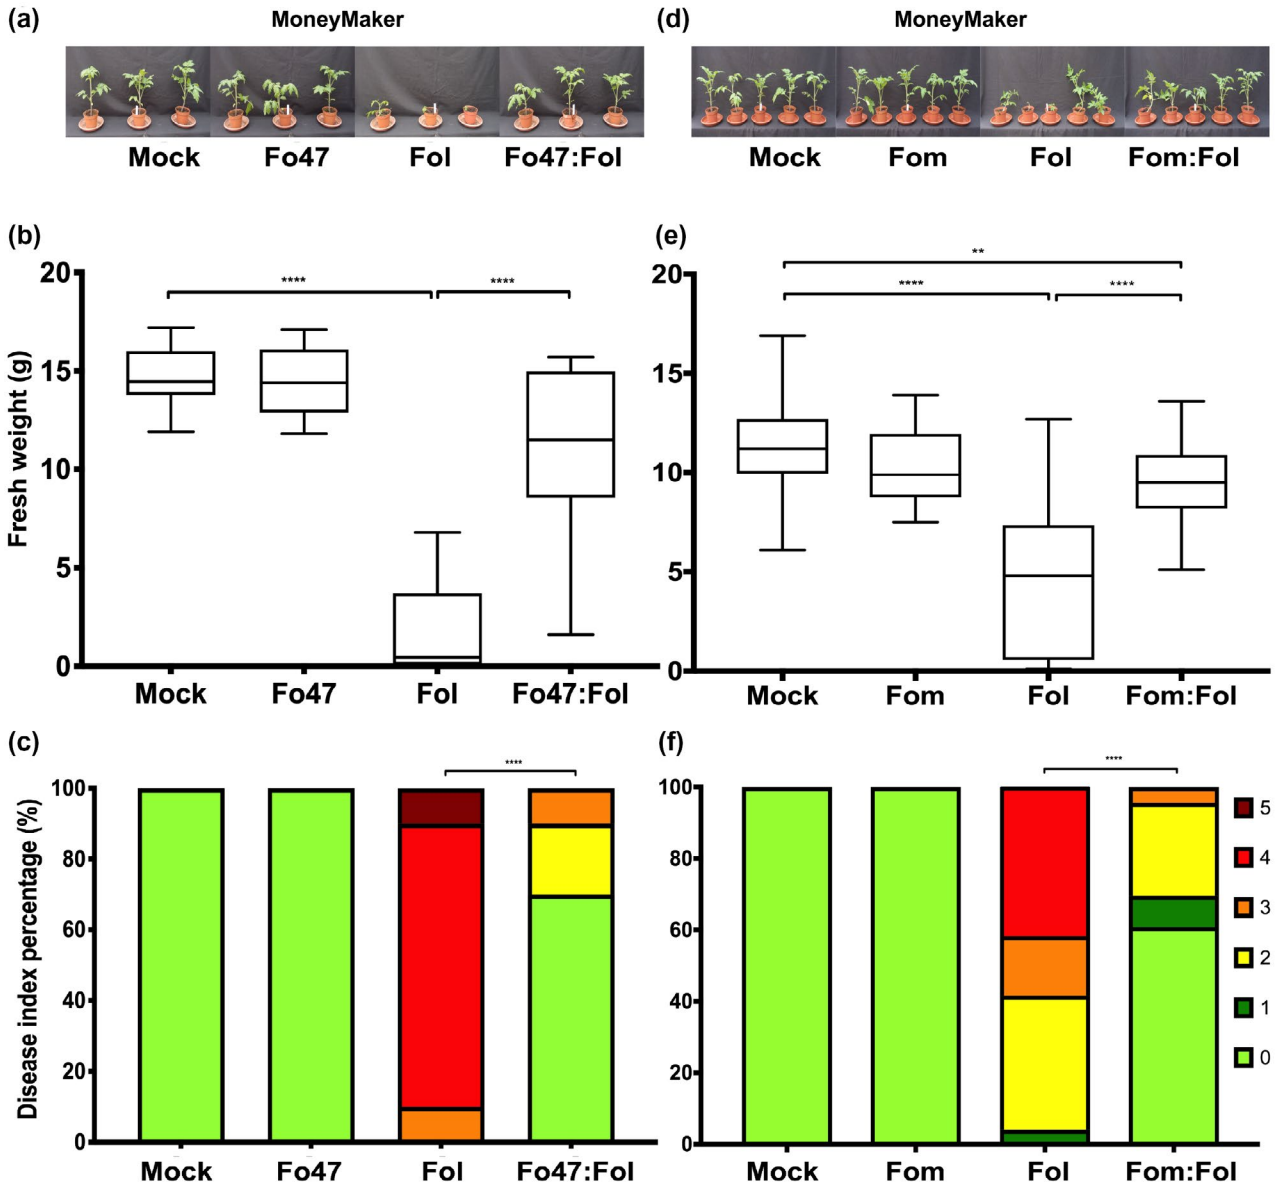 (a) MoneyMaker
Mock Fo47 Fol Fo47:Fol
(b)
Fresh weight (g)
20
15
10
5
0
**** ****
Mock Fo47 Fol Fo47:Fol
(c)
Disease index percentage (%)
100
80
60
40
20
0
****
Mock Fo47 Fol Fo47:Fol
(d) MoneyMaker
Mock Fom Fol Fom:Fol
(e)
20
15
10
5
0
**
**** ****
Mock Fom Fol Fom:Fol
(f)
100
80
60
40
20
0
****
Mock Fom Fol Fom:Fol
5
4
3
2
1
0